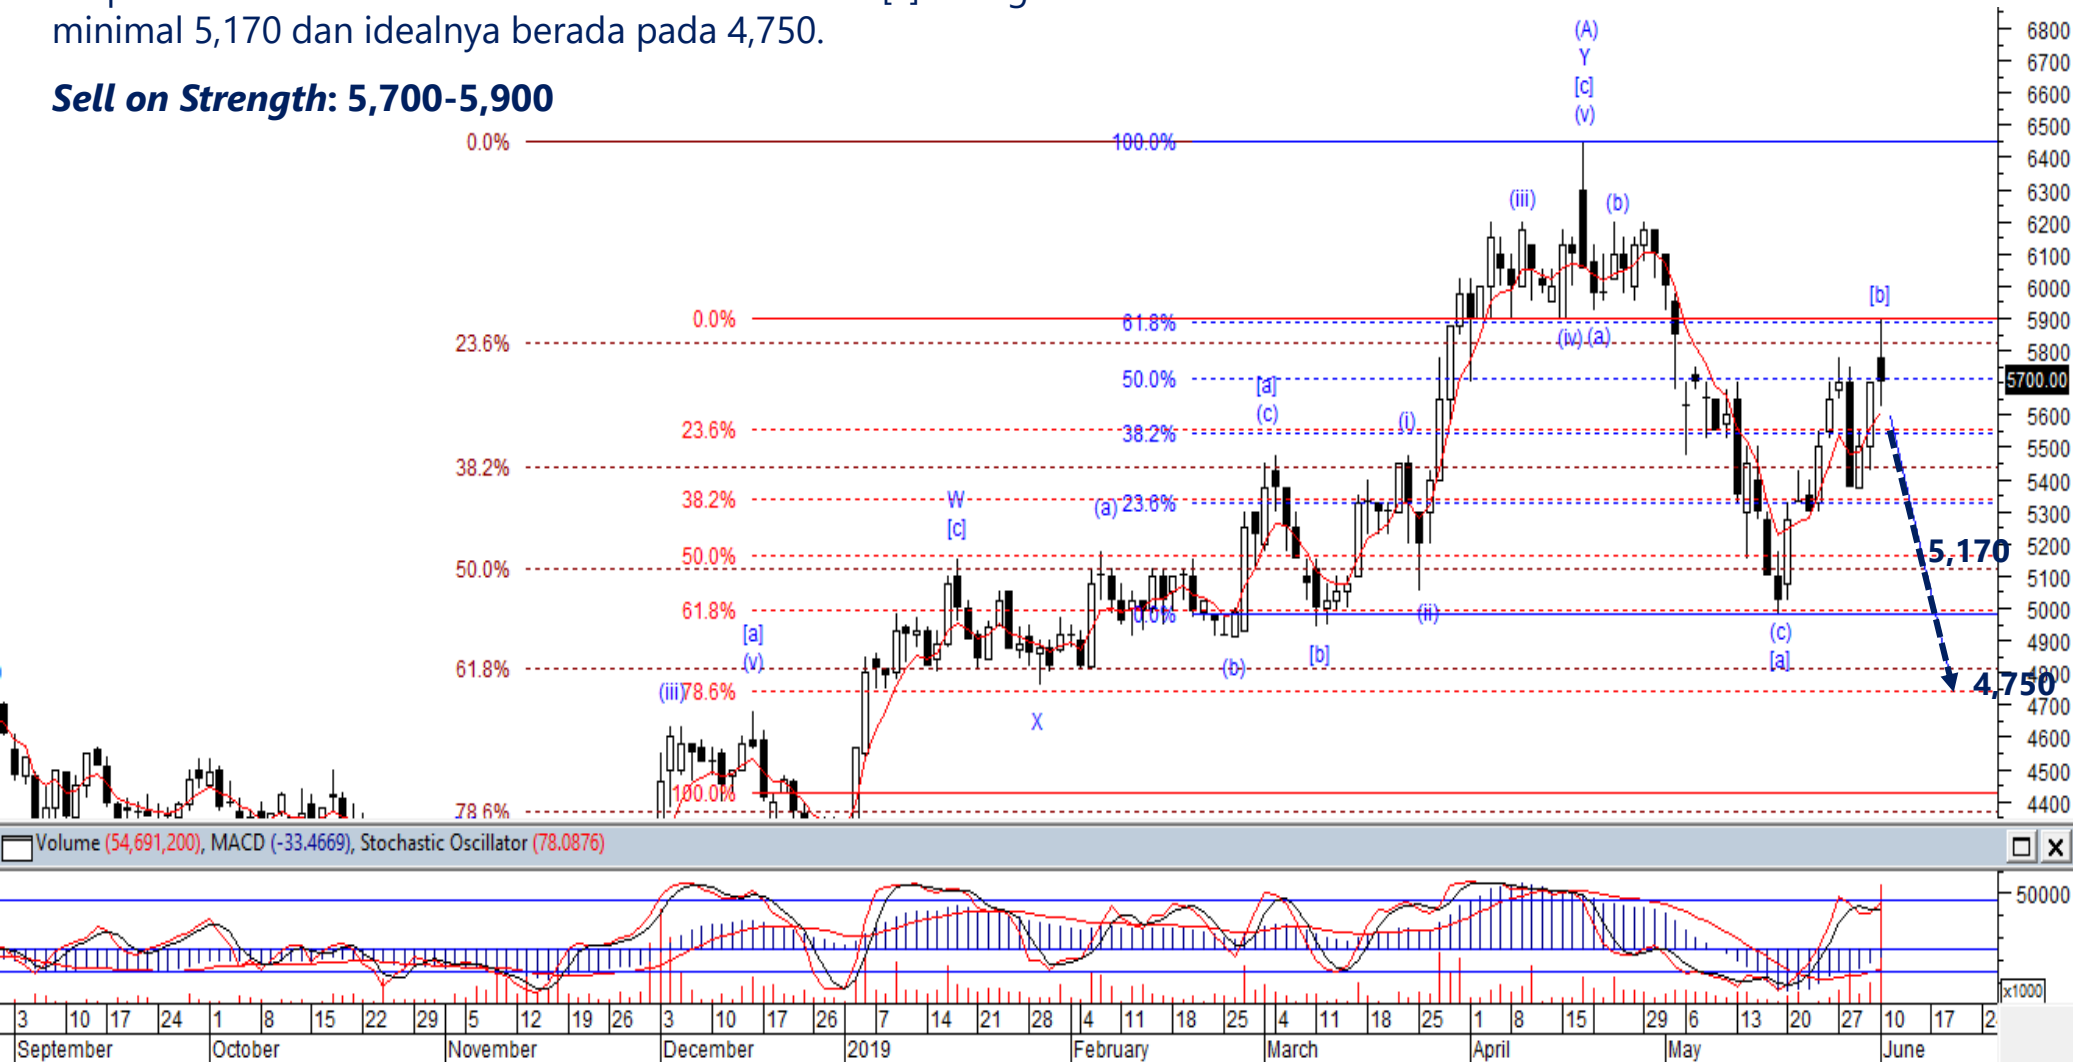 minimal 5,170 dan idealnya berada pada 4,750.
Sell on Strength: 5,700-5,900
(A)
Y
[c]
(v)
6800
6700
6600
6500
6400
6300
6200
6100
6000
5900
5800
5700.00
5600
5500
5400
5300
5200
5100
5000
4900
4800
4700
4600
4500
4400
0.0%
100.0%
(iii)
(b)
[b]
0.0%
61.8%
23.6%
(iv)
(a)
50.0%
[a]
(c)
(i)
23.6%
38.2%
38.2%
38.2%
W
[c]
(a)
23.6%
50.0%
50.0%
5,170
61.8%
0.0%
(ii)
[a]
(v)
(c)
[a]
61.8%
(b)
[b]
(iii)
78.6%
4,750
X
100.0%
78.6%
Volume (54,691,200), MACD (-33.4669), Stochastic Oscillator (78.0876)
50000
x1000
3 10 17 24 1 8 15 22 29 5 12 19 26 3 10 17 26 7 14 21 28 4 11 18 25 4 11 18 25 1 8 15 29 6 13 20 27 10 17
September October November December 2019 February March April May June